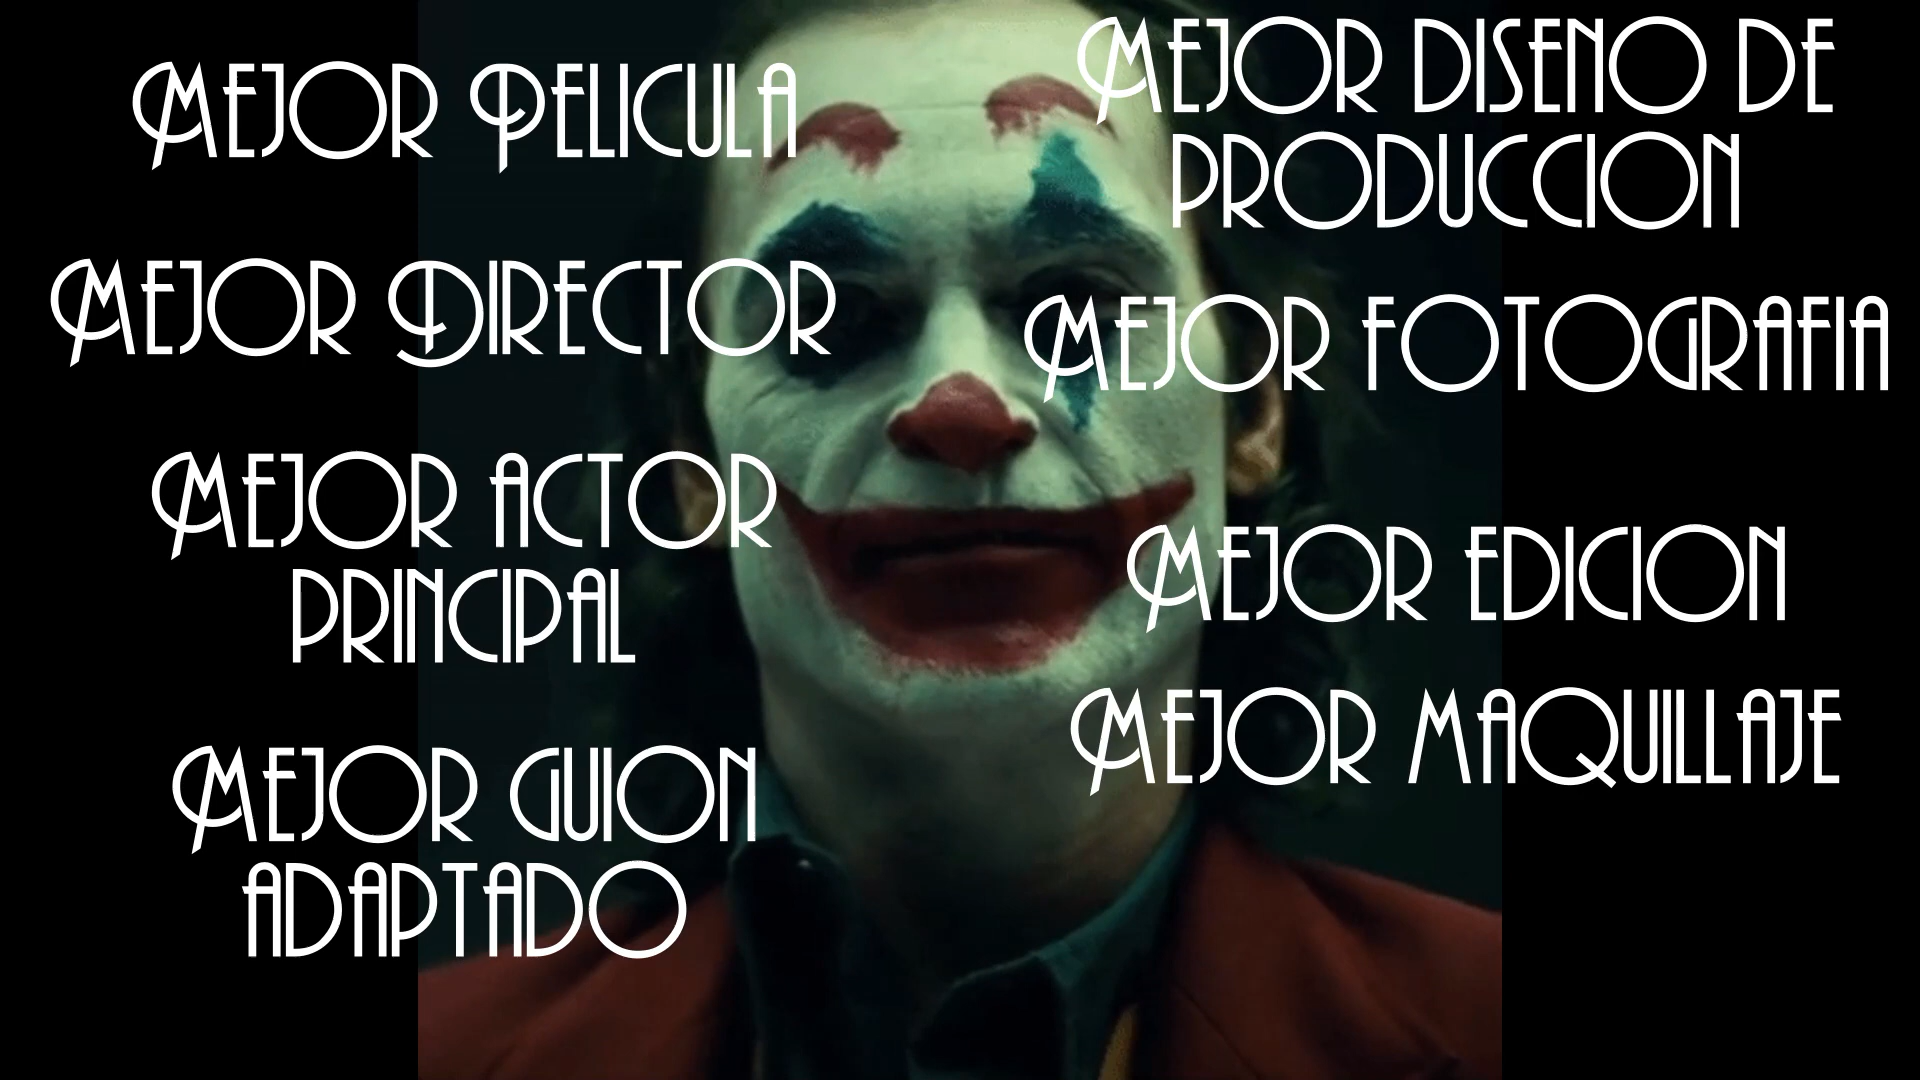 Mejor Pelicula
Mejor Director
Mejor actor
principal
Mejor guion
adaptado
Mejor diseno de
produccion
Mejor fotografia
Mejor edicion
Mejor Maquillaje